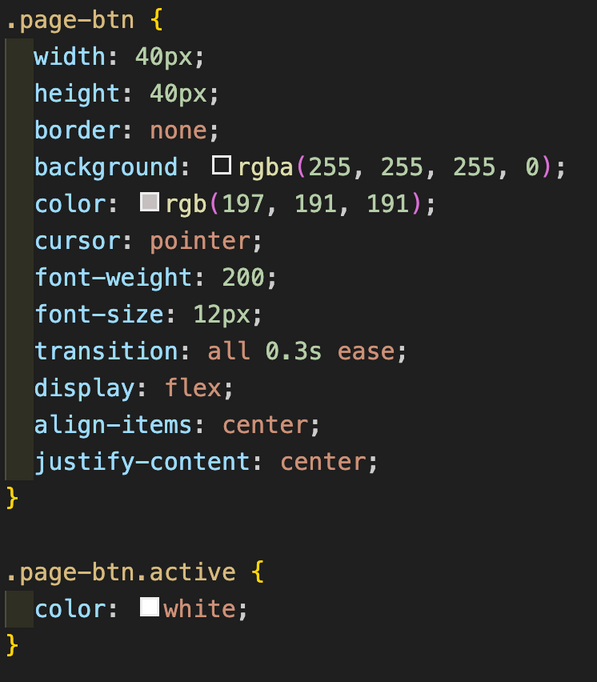 .page-btn {
width: 40px;
height: 40px;
border: none;
background: rgba(255, 255, 255, 0);
color: rgb(197, 191, 191);
cursor: pointer;
font-weight: 200;
font-size: 12px;
transition: all 0.3s ease;
display: flex;
align-items: center;
justify-content: center;
}
.page-btn.active {
color: white;
}